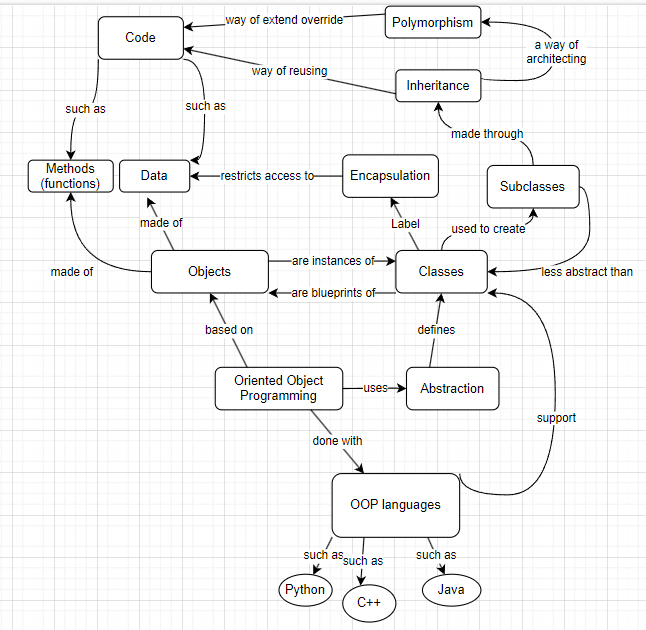 way of extend override
Polymorphism
Code
a way of
architecting
way of reusing
Inheritance
such as
such as
made through
Methods
(functions)
Data
restricts access to
Encapsulation
Subclasses
made of
Label
used to create
made of
Objects
are instances of
Classes
less abstract than
are blueprints of
based on
defines
Oriented Object
Programming
uses
Abstraction
support
done with
OOP languages
such as
such as
such as
Python
C++
Java